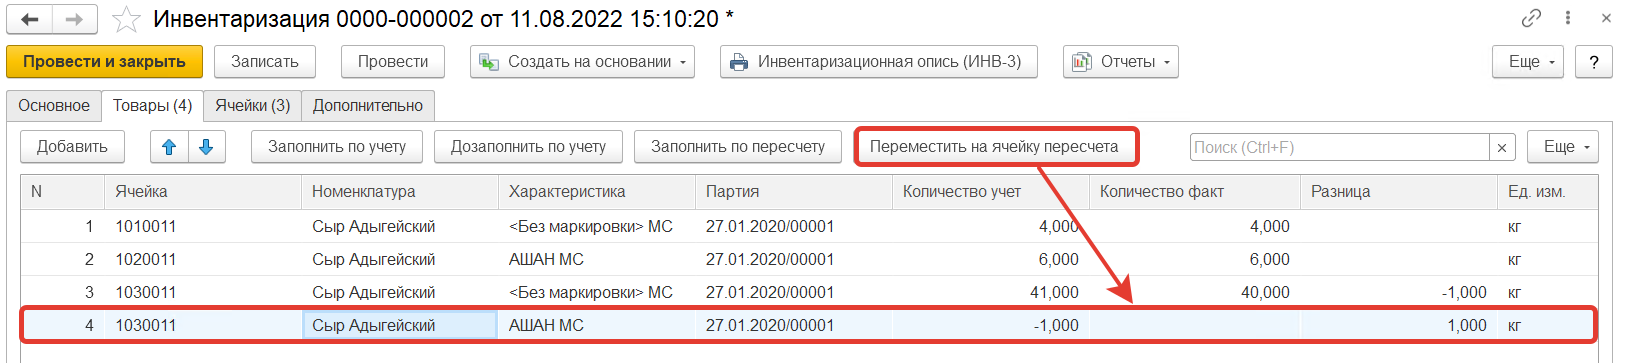 Инвентаризация 0000-000002 от 11.08.2022 15:10:20 *
Провести и закрыть Записать Провести Создать на основании Инвентаризационная опись (ИНВ-3) Отчеты Еще ?
Основное Товары (4) Ячейки (3) Дополнительно
Добавить Заполнить по учету Дозаполнить по учету Заполнить по пересчету Переместить на ячейку пересчета Поиск (Ctrl+F) × Еще
N Ячейка Номенклатура Характеристика Партия Количество учет Количество факт Разница Ед. изм.
1 1010011 Сыр Адыгейский <Без маркировки> МС 27.01.2020/00001 4,000 4,000 кг
2 1020011 Сыр Адыгейский АШАН МС 27.01.2020/00001 6,000 6,000 кг
3 1030011 Сыр Адыгейский <Без маркировки> МС 27.01.2020/00001 41,000 40,000 -1,000 кг
4 1030011 Сыр Адыгейский АШАН МС 27.01.2020/00001 -1,000 1,000 кг